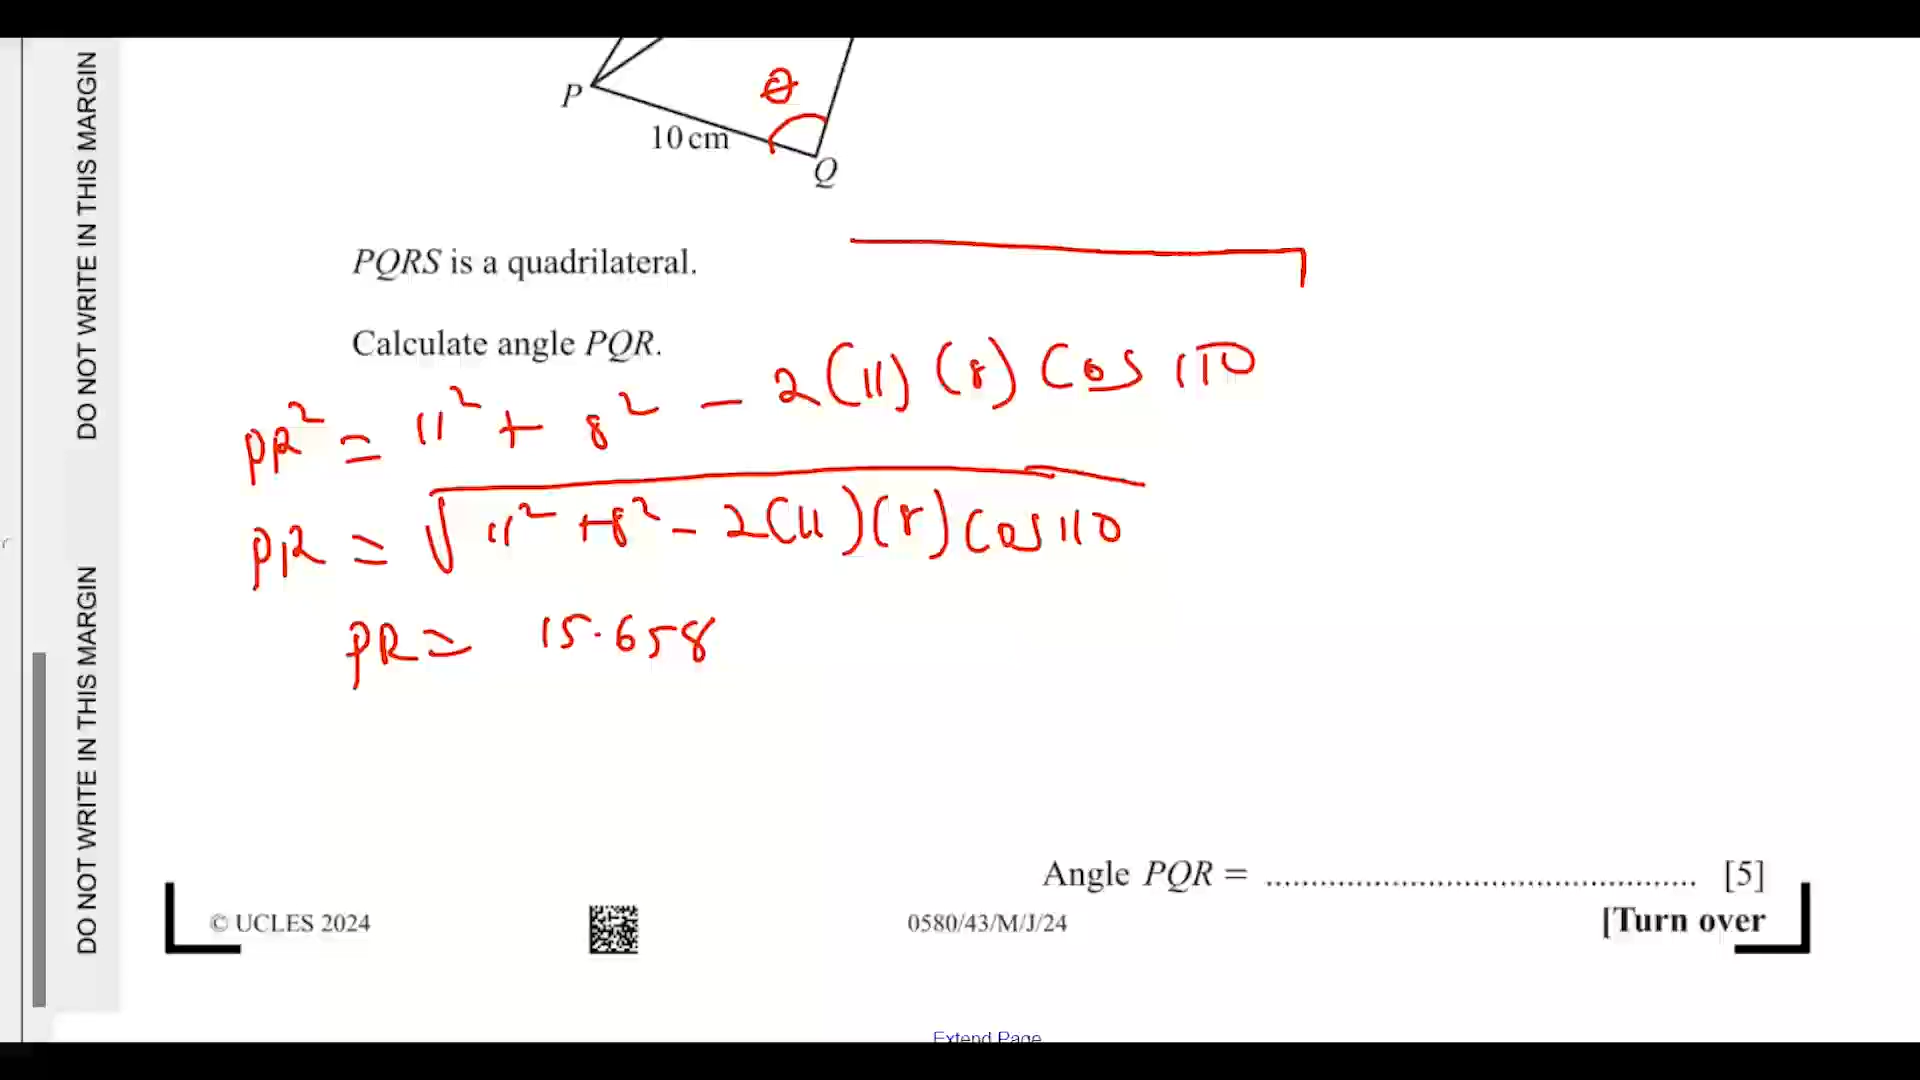 DO NOT WRITE IN THIS MARGIN
DO NOT WRITE IN THIS MARGIN
P
θ
10 cm
Q
PQRS is a quadrilateral.
Calculate angle PQR.
PR² = 11² + 8² - 2(11)(8) Cos 110
PR = √11² + 8² - 2(11)(8) Cos 110
PR = 15.658
Angle PQR = ................................................ [5]
© UCLES 2024
0580/43/M/J/24
[Turn over
Extend Page